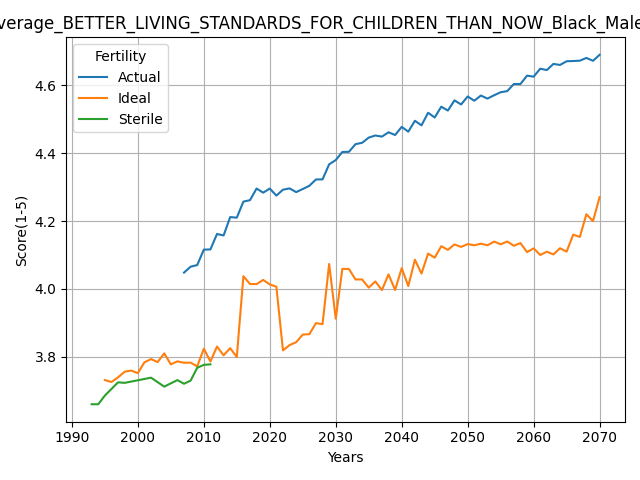 verage_BETTER_LIVING_STANDARDS_FOR_CHILDREN_THAN_NOW_Black_Male
Fertility
Actual
Ideal
Sterile
4.6
4.4
4.2
4.0
3.8
Score(1-5)
1990 2000 2010 2020 2030 2040 2050 2060 2070
Years